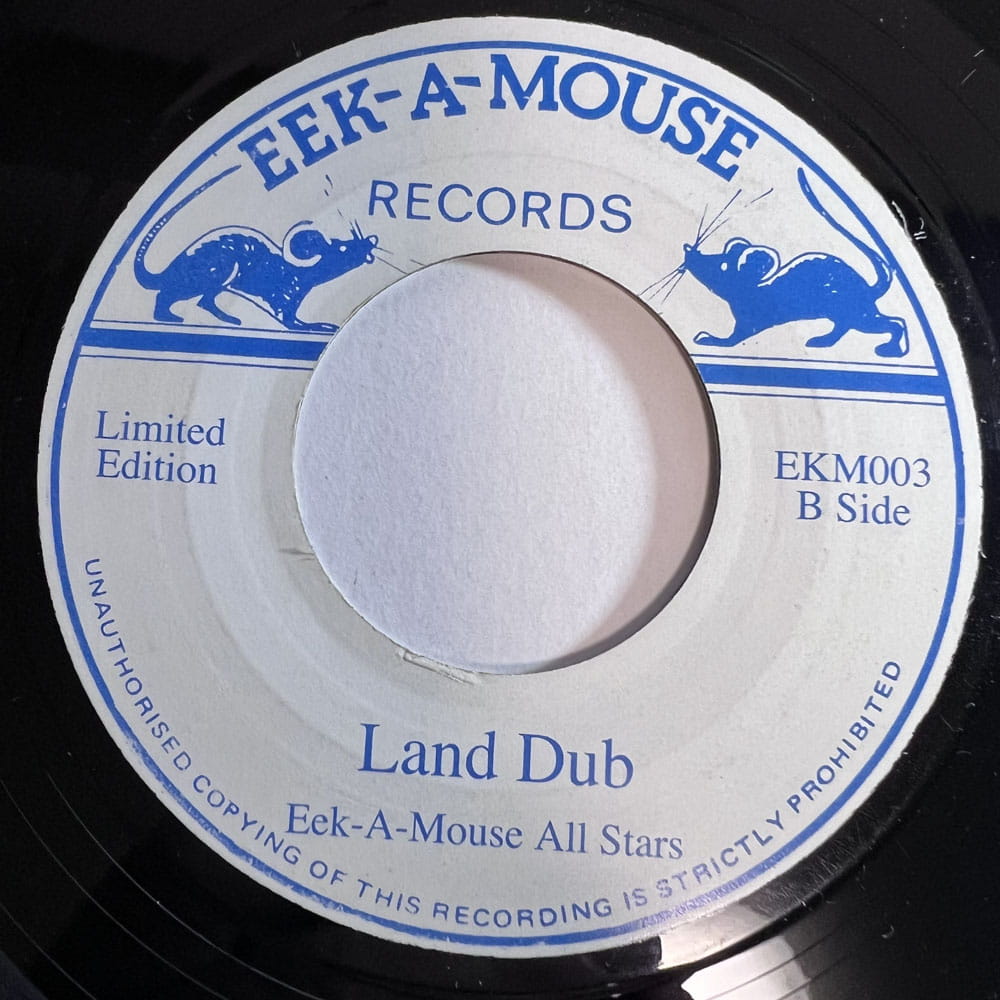 EEK-A-MOUSE
RECORDS
Limited
Edition
EKM003
B Side
Land Dub
Eek-A-Mouse All Stars
UNAUTHORISED COPYING OF THIS RECORDING IS STRICTLY PROHIBITED